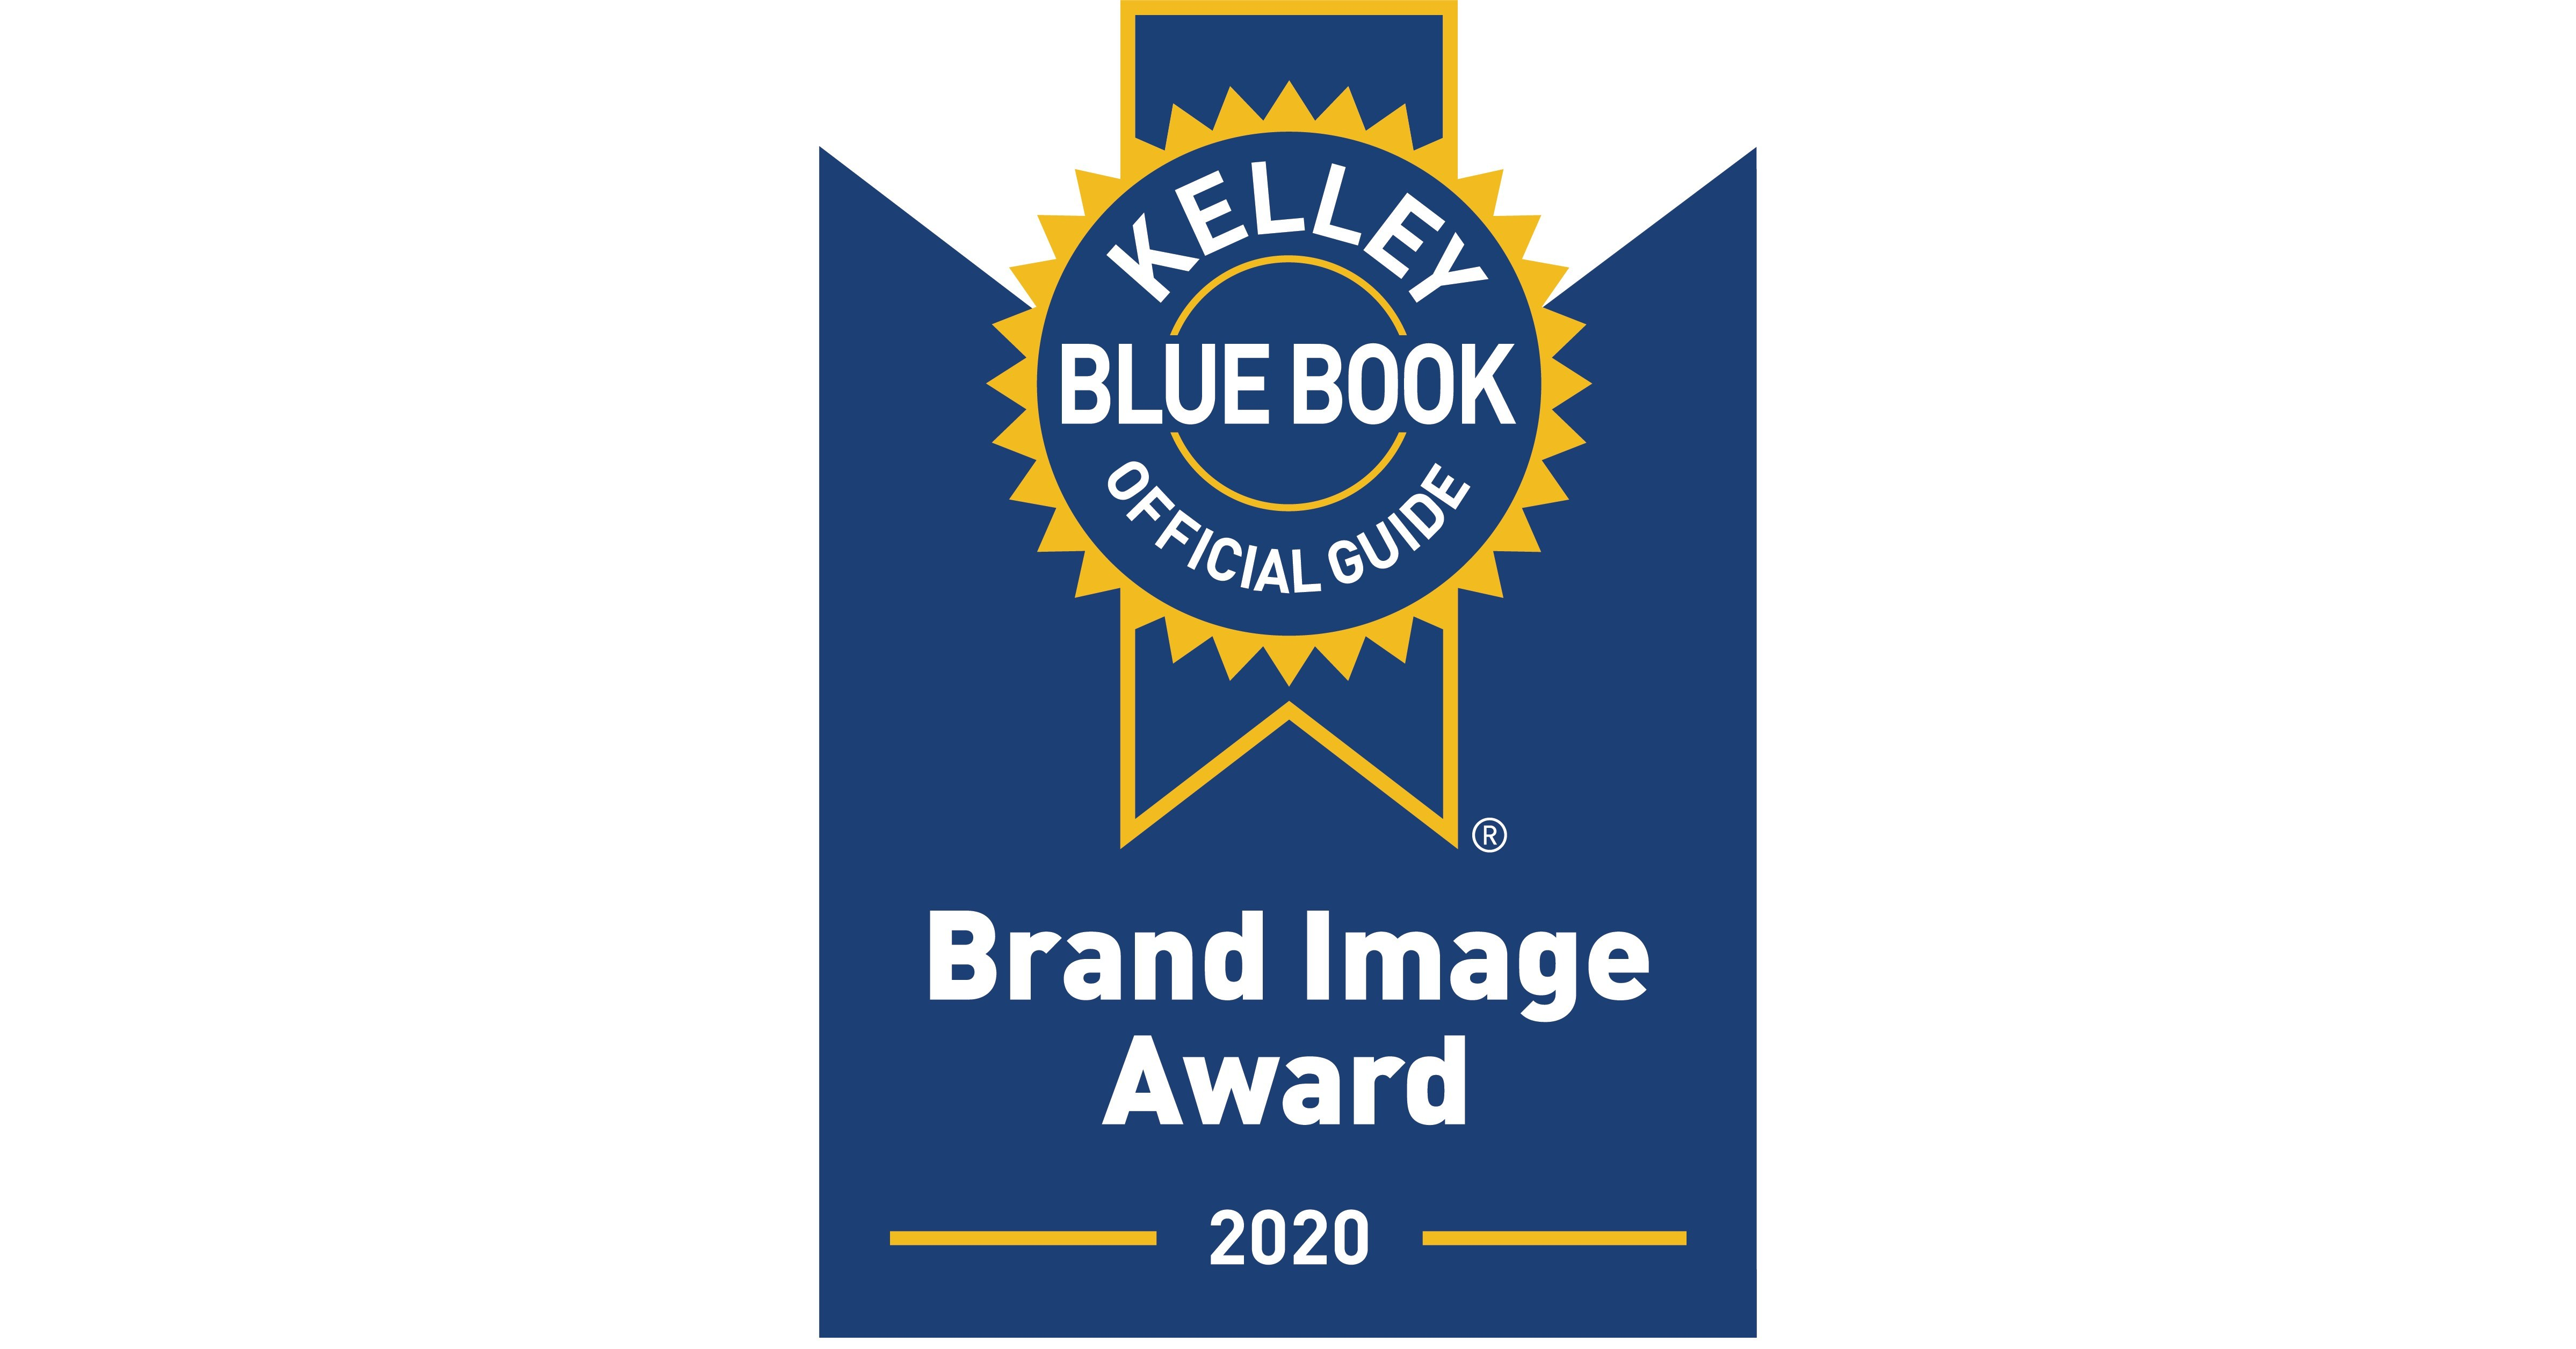 KELLEY
BLUE BOOK
OFFICIAL GUIDE
®
Brand Image
Award
2020